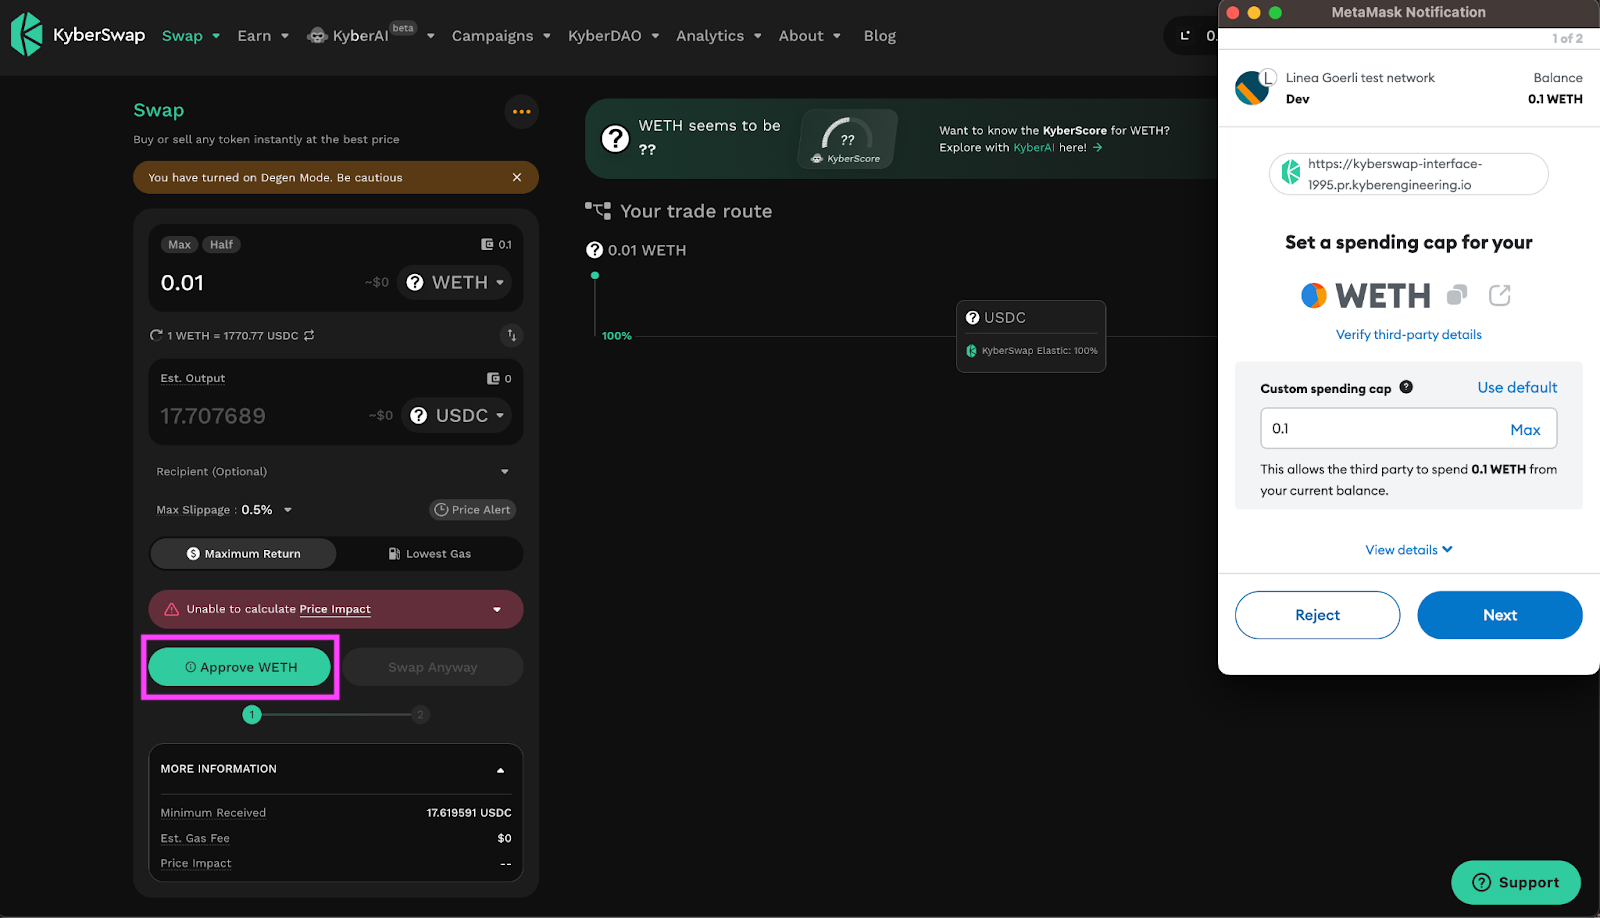 KyberSwap
Swap
Earn
KyberAI beta
Campaigns
KyberDAO
Analytics
About
Blog
0.
Swap
Buy or sell any token instantly at the best price
You have turned on Degen Mode. Be cautious
Max Half
0.1
0.01
~$0
WETH
1 WETH = 1770.77 USDC
Est. Output
0
17.707689
~$0
USDC
Recipient (Optional)
Max Slippage : 0.5%
Price Alert
Maximum Return
Lowest Gas
Unable to calculate Price Impact
Approve WETH
Swap Anyway
1
2
MORE INFORMATION
Minimum Received
17.619591 USDC
Est. Gas Fee
$0
Price Impact
--
WETH seems to be
??
??
KyberScore
Want to know the KyberScore for WETH?
Explore with KyberAI here! →
Your trade route
0.01 WETH
100%
USDC
KyberSwap Elastic: 100%
MetaMask Notification
1 of 2
L
Linea Goerli test network
Dev
Balance
0.1 WETH
https://kyberswap-interface-
1995.pr.kyberengineering.io
Set a spending cap for your
WETH
Verify third-party details
Custom spending cap
Use default
0.1
Max
This allows the third party to spend 0.1 WETH from
your current balance.
View details
Reject
Next
Support